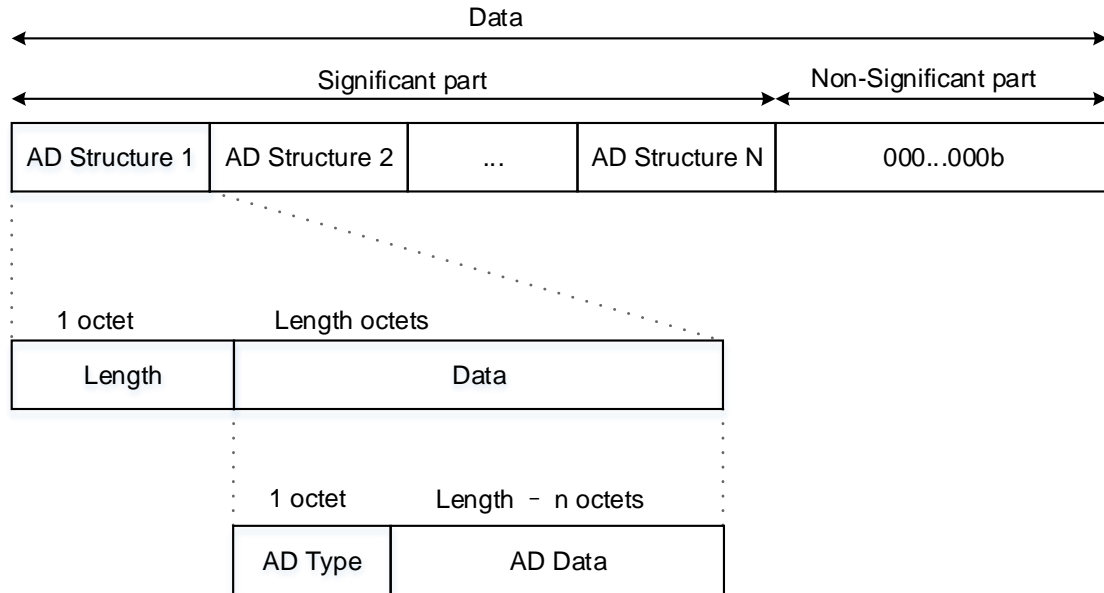 Data
Significant part
Non-Significant part
AD Structure 1 AD Structure 2 ... AD Structure N 000...000b
1 octet Length octets
Length Data
1 octet Length - n octets
AD Type AD Data